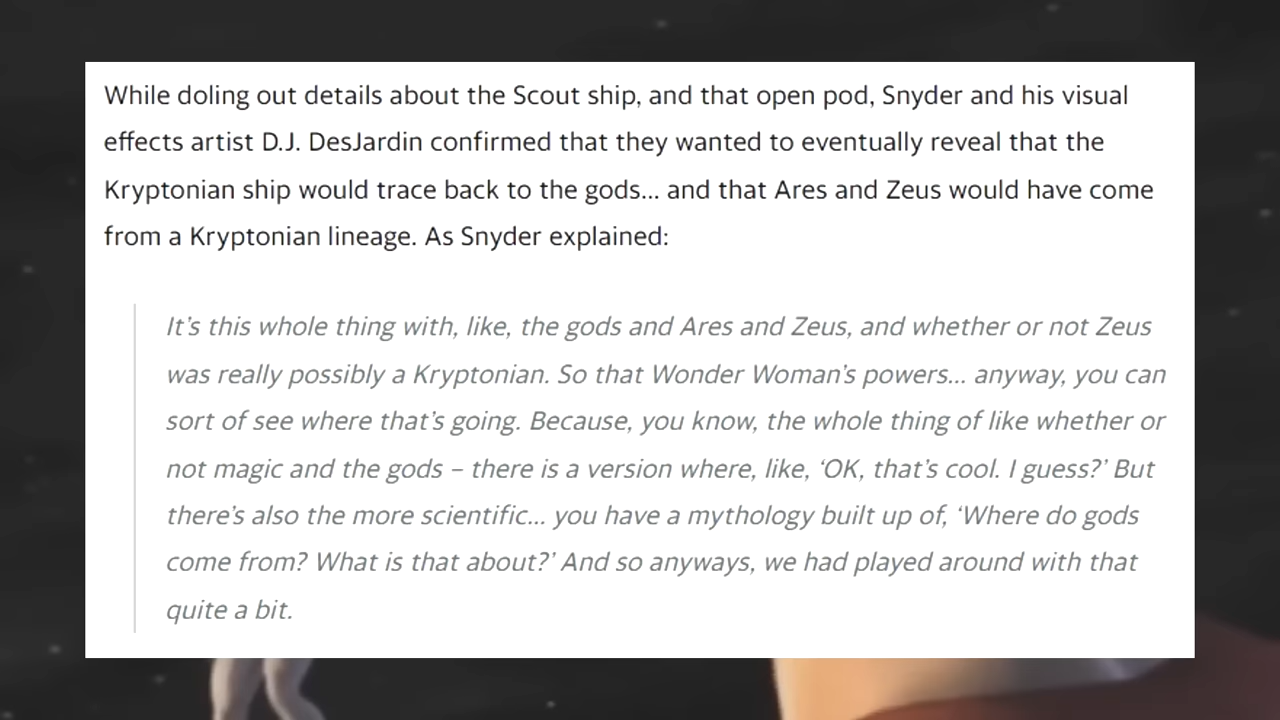 While doling out details about the Scout ship, and that open pod, Snyder and his visual
effects artist D.J. DesJardin confirmed that they wanted to eventually reveal that the
Kryptonian ship would trace back to the gods... and that Ares and Zeus would have come
from a Kryptonian lineage. As Snyder explained:
It’s this whole thing with, like, the gods and Ares and Zeus, and whether or not Zeus
was really possibly a Kryptonian. So that Wonder Woman’s powers... anyway, you can
sort of see where that’s going. Because, you know, the whole thing of like whether or
not magic and the gods – there is a version where, like, ‘OK, that’s cool. I guess?’ But
there’s also the more scientific... you have a mythology built up of, ‘Where do gods
come from? What is that about?’ And so anyways, we had played around with that
quite a bit.